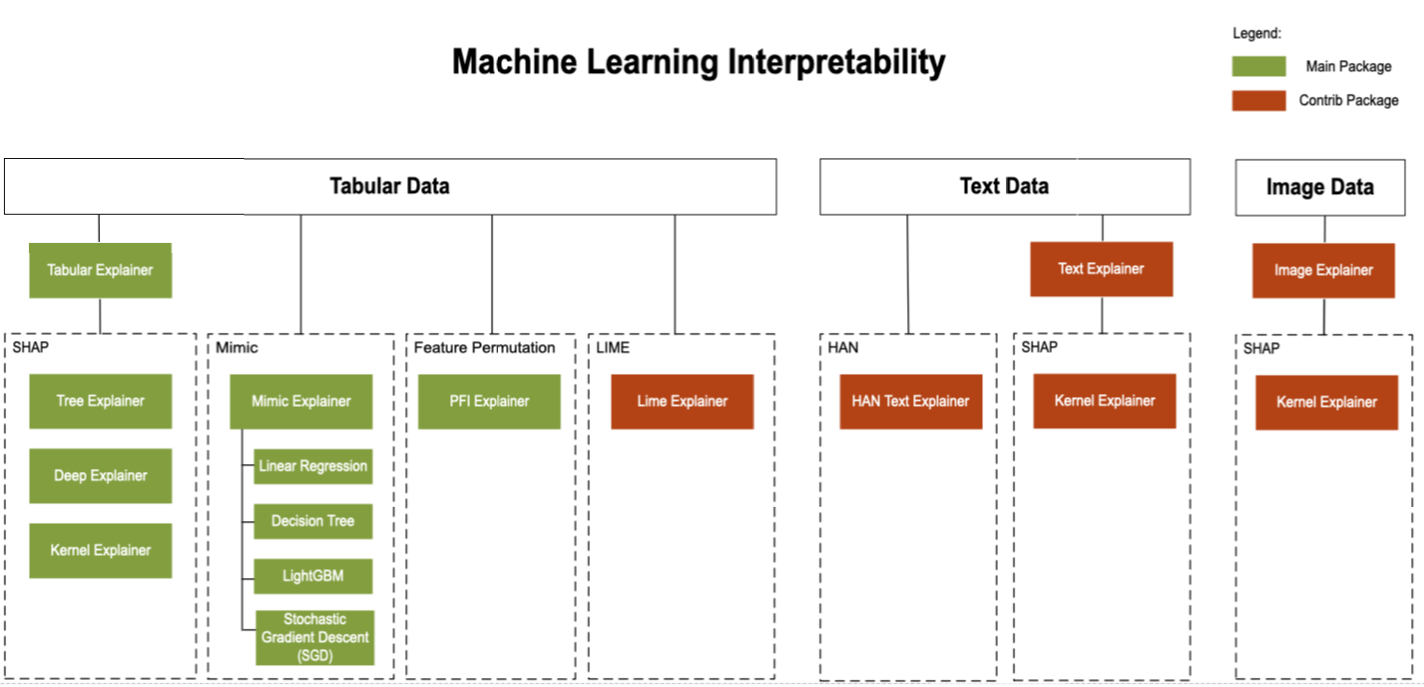 Machine Learning Interpretability
Legend:
Main Package
Contrib Package
Tabular Data
Tabular Explainer
SHAP
Tree Explainer
Deep Explainer
Kernel Explainer
Mimic
Mimic Explainer
Linear Regression
Decision Tree
LightGBM
Stochastic
Gradient Descent
(SGD)
Feature Permutation
PFI Explainer
LIME
Lime Explainer
Text Data
HAN
HAN Text Explainer
Text Explainer
SHAP
Kernel Explainer
Image Data
Image Explainer
SHAP
Kernel Explainer